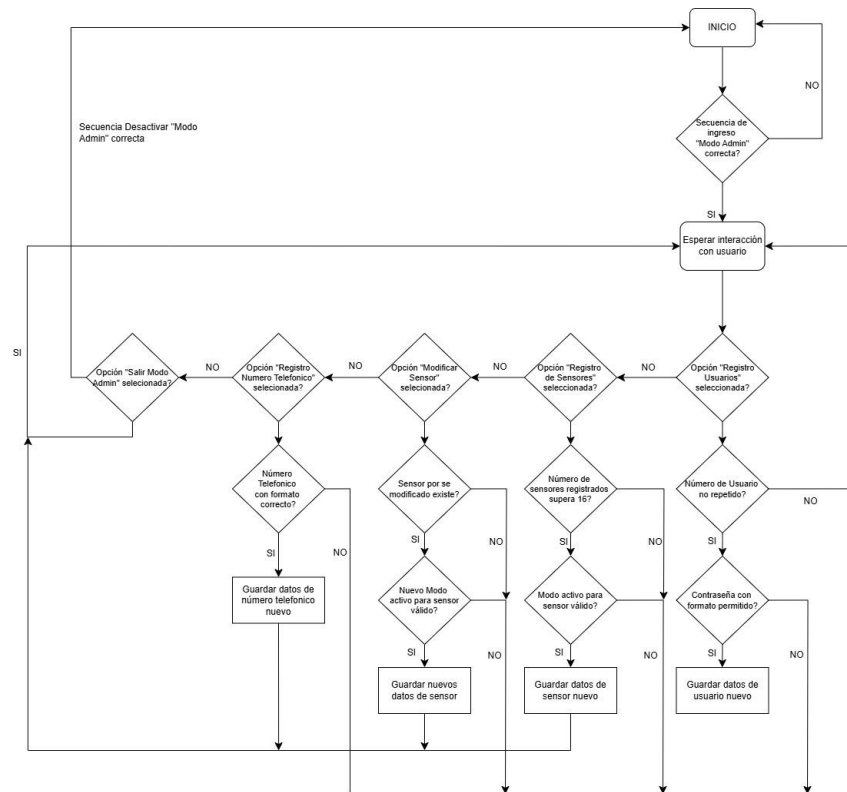 INICIO
NO
Secuencia Desactivar "Modo
Admin" correcta
Secuencia de
ingreso
"Modo Admin"
correcta?
SI
Esperar interacción
con usuario
SI
Opción "Salir Modo
Admin" selecionada?
NO
Opción "Registro
Numero Telefonico"
selecionada?
NO
Opción "Modificar
Sensor"
selecionada?
NO
Opción "Registro
de Sensores"
seleccionada?
NO
Opción "Registro
Usuarios"
seleccionada?
Número
Telefonico
con formato
correcto?
Sensor por se
modificado existe?
Número de
sensores registrados
supera 16?
Número de Usuario
no repetido?
NO
SI
NO
SI
NO
SI
NO
SI
Guardar datos de
número telefonico
nuevo
Nuevo Modo
activo para sensor
válido?
Modo activo para
sensor válido?
Contraseña con
formato permitido?
SI
NO
SI
NO
SI
NO
Guardar nuevos
datos de sensor
Guardar datos de
sensor nuevo
Guardar datos de
usuario nuevo